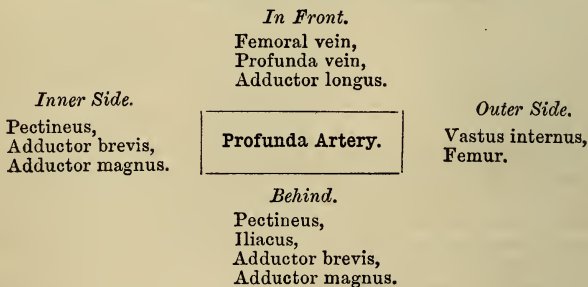 In Front.
Femoral vein,
Profunda vein,
Adductor longus.
Inner Side.
Pectineus,
Adductor brevis,
Adductor magnus.
Profunda Artery.
Outer Side.
Vastus internus,
Femur.
Behind.
Pectineus,
Iliacus,
Adductor brevis,
Adductor magnus.